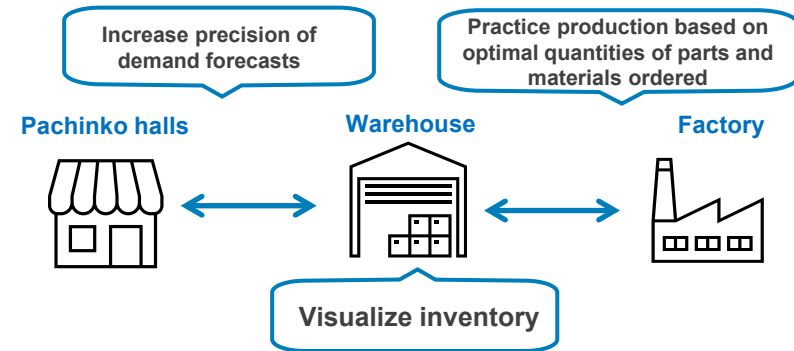 Increase precision of
demand forecasts
Practice production based on
optimal quantities of parts and
materials ordered
Pachinko halls
Warehouse
Factory
Visualize inventory